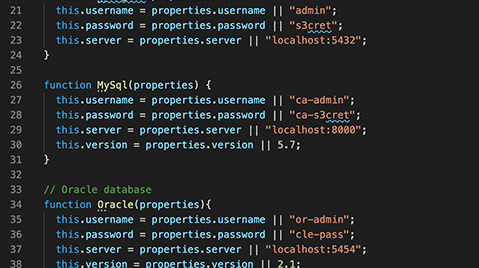 21 this.username = properties.username || "admin";
22 this.password = properties.password || "s3cret";
23 this.server = properties.server || "localhost:5432";
24 }
25
26 function MySql(properties) {
27 this.username = properties.username || "ca-admin";
28 this.password = properties.password || "ca-s3cret";
29 this.server = properties.server || "localhost:8000";
30 this.version = properties.version || 5.7;
31 }
32
33 // Oracle database
34 function Oracle(properties){
35 this.username = properties.username || "or-admin";
36 this.password = properties.password || "cle-pass";
37 this.server = properties.server || "localhost:5454";
38 this.version = properties.version || 2.1;